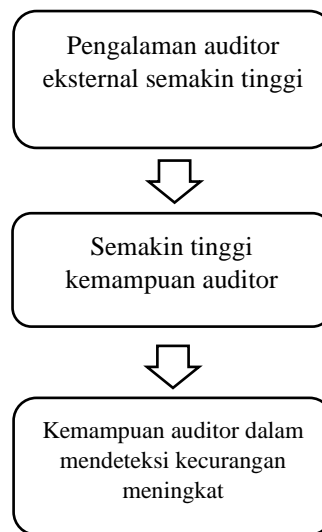 Pengalaman auditor
eksternal semakin tinggi
Semakin tinggi
kemampuan auditor
Kemampuan auditor dalam
mendeteksi kecurangan
meningkat